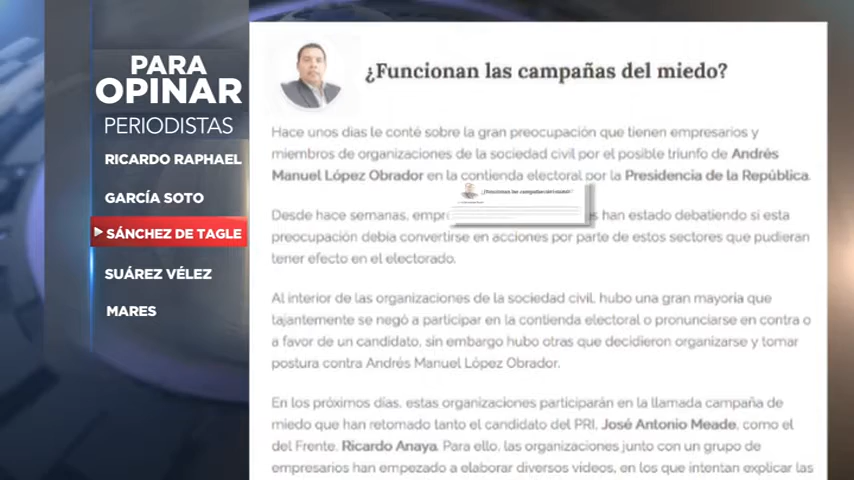 PARA
OPINAR
PERIODISTAS
RICARDO RAPHAEL
GARCÍA SOTO
SÁNCHEZ DE TAGLE
SUÁREZ VÉLEZ
MARES
¿Funcionan las campañas del miedo?
Hace unos días le conté sobre la gran preocupación que tienen empresarios y
miembros de organizaciones de la sociedad civil por el posible triunfo de Andrés
Manuel López Obrador en la contienda electoral por la Presidencia de la República.
¿Funcionan las campañas del miedo?
Desde hace semanas, han estado debatiendo si esta
preocupación debía convertirse en acciones por parte de estos sectores que pudieran
tener efecto en el electorado.
Al interior de las organizaciones de la sociedad civil, hubo una gran mayoría que
tajantemente se negó a participar en la contienda electoral o pronunciarse en contra o
a favor de un candidato, sin embargo hubo otras que decidieron organizarse y tomar
postura contra Andrés Manuel López Obrador.
En los próximos días, estas organizaciones participarán en la llamada campaña de
miedo que han retomado tanto el candidato del PRI, José Antonio Meade, como el
del Frente, Ricardo Anaya. Para ello, las organizaciones junto con un grupo de
empresarios han empezado a elaborar diversos videos, en los que intentan explicar las